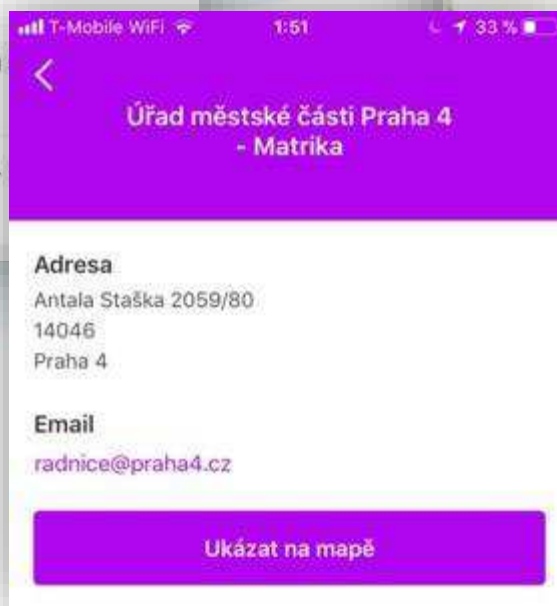 T-Mobile WiFi 1:51 33 %
Úřad městské části Praha 4
- Matrika
Adresa
Antala Staška 2059/80
14046
Praha 4
Email
radnice@praha4.cz
Ukázat na mapě